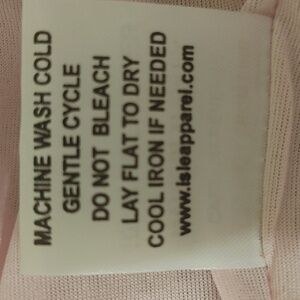 MACHINE WASH COLD
GENTLE CYCLE
DO NOT BLEACH
LAY FLAT TO DRY
COOL IRON IF NEEDED
www.isleapparel.com